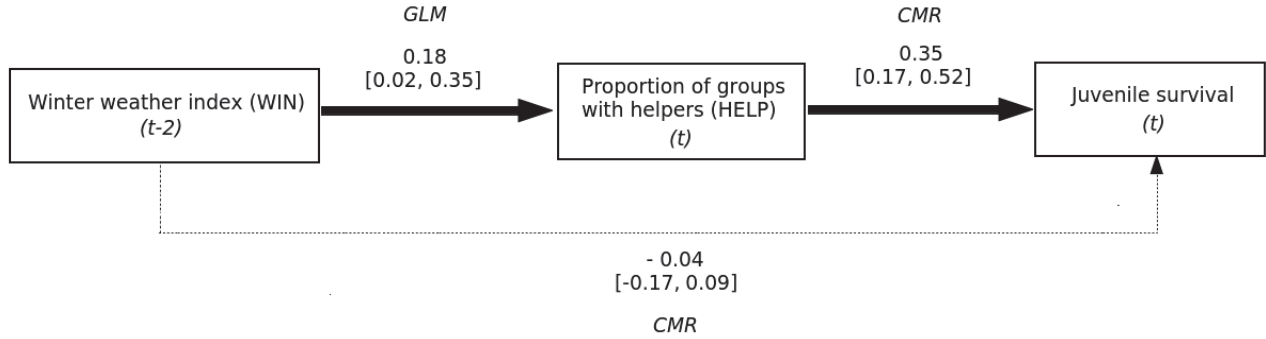 GLM
0.18
[0.02, 0.35]
CMR
0.35
[0.17, 0.52]
Winter weather index (WIN)
(t-2)
Proportion of groups
with helpers (HELP)
(t)
Juvenile survival
(t)
- 0.04
[-0.17, 0.09]
CMR